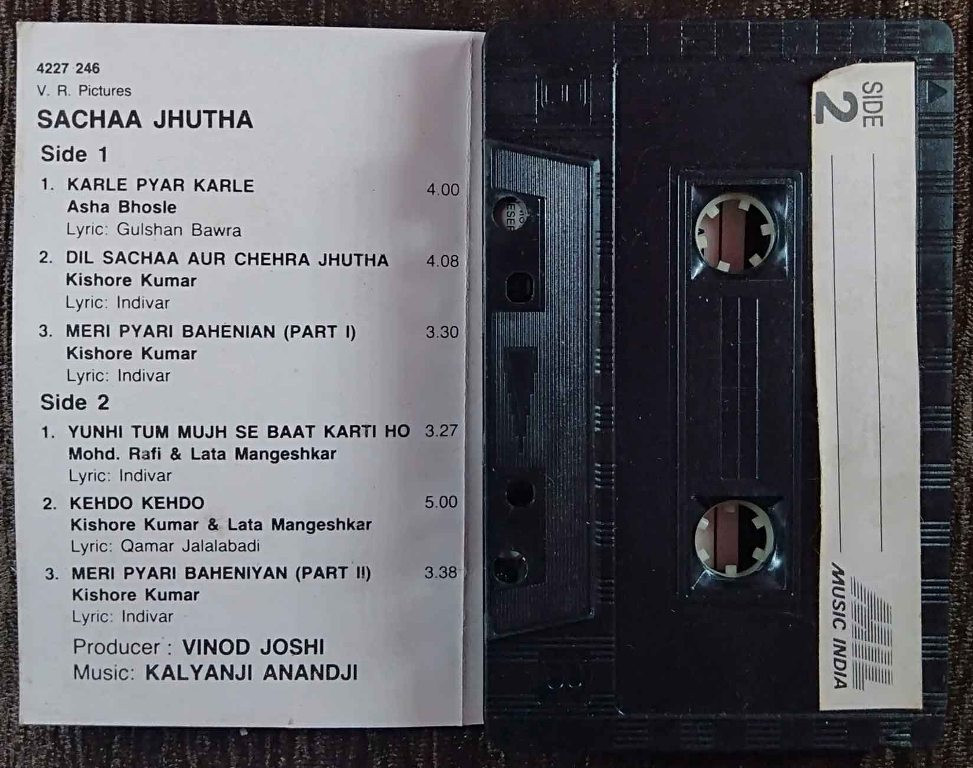 4227 246
V. R. Pictures
SACHAA JHUTHA
Side 1
1. KARLE PYAR KARLE 4.00
Asha Bhosle
Lyric: Gulshan Bawra
2. DIL SACHAA AUR CHEHRA JHUTHA 4.08
Kishore Kumar
Lyric: Indivar
3. MERI PYARI BAHENIAN (PART I) 3.30
Kishore Kumar
Lyric: Indivar
Side 2
1. YUNHI TUM MUJH SE BAAT KARTI HO 3.27
Mohd. Rafi & Lata Mangeshkar
Lyric: Indivar
2. KEHDO KEHDO 5.00
Kishore Kumar & Lata Mangeshkar
Lyric: Qamar Jalalabadi
3. MERI PYARI BAHENIYAN (PART II) 3.38
Kishore Kumar
Lyric: Indivar
Producer : VINOD JOSHI
Music: KALYANJI ANANDJI
SIDE
2
MUSIC INDIA